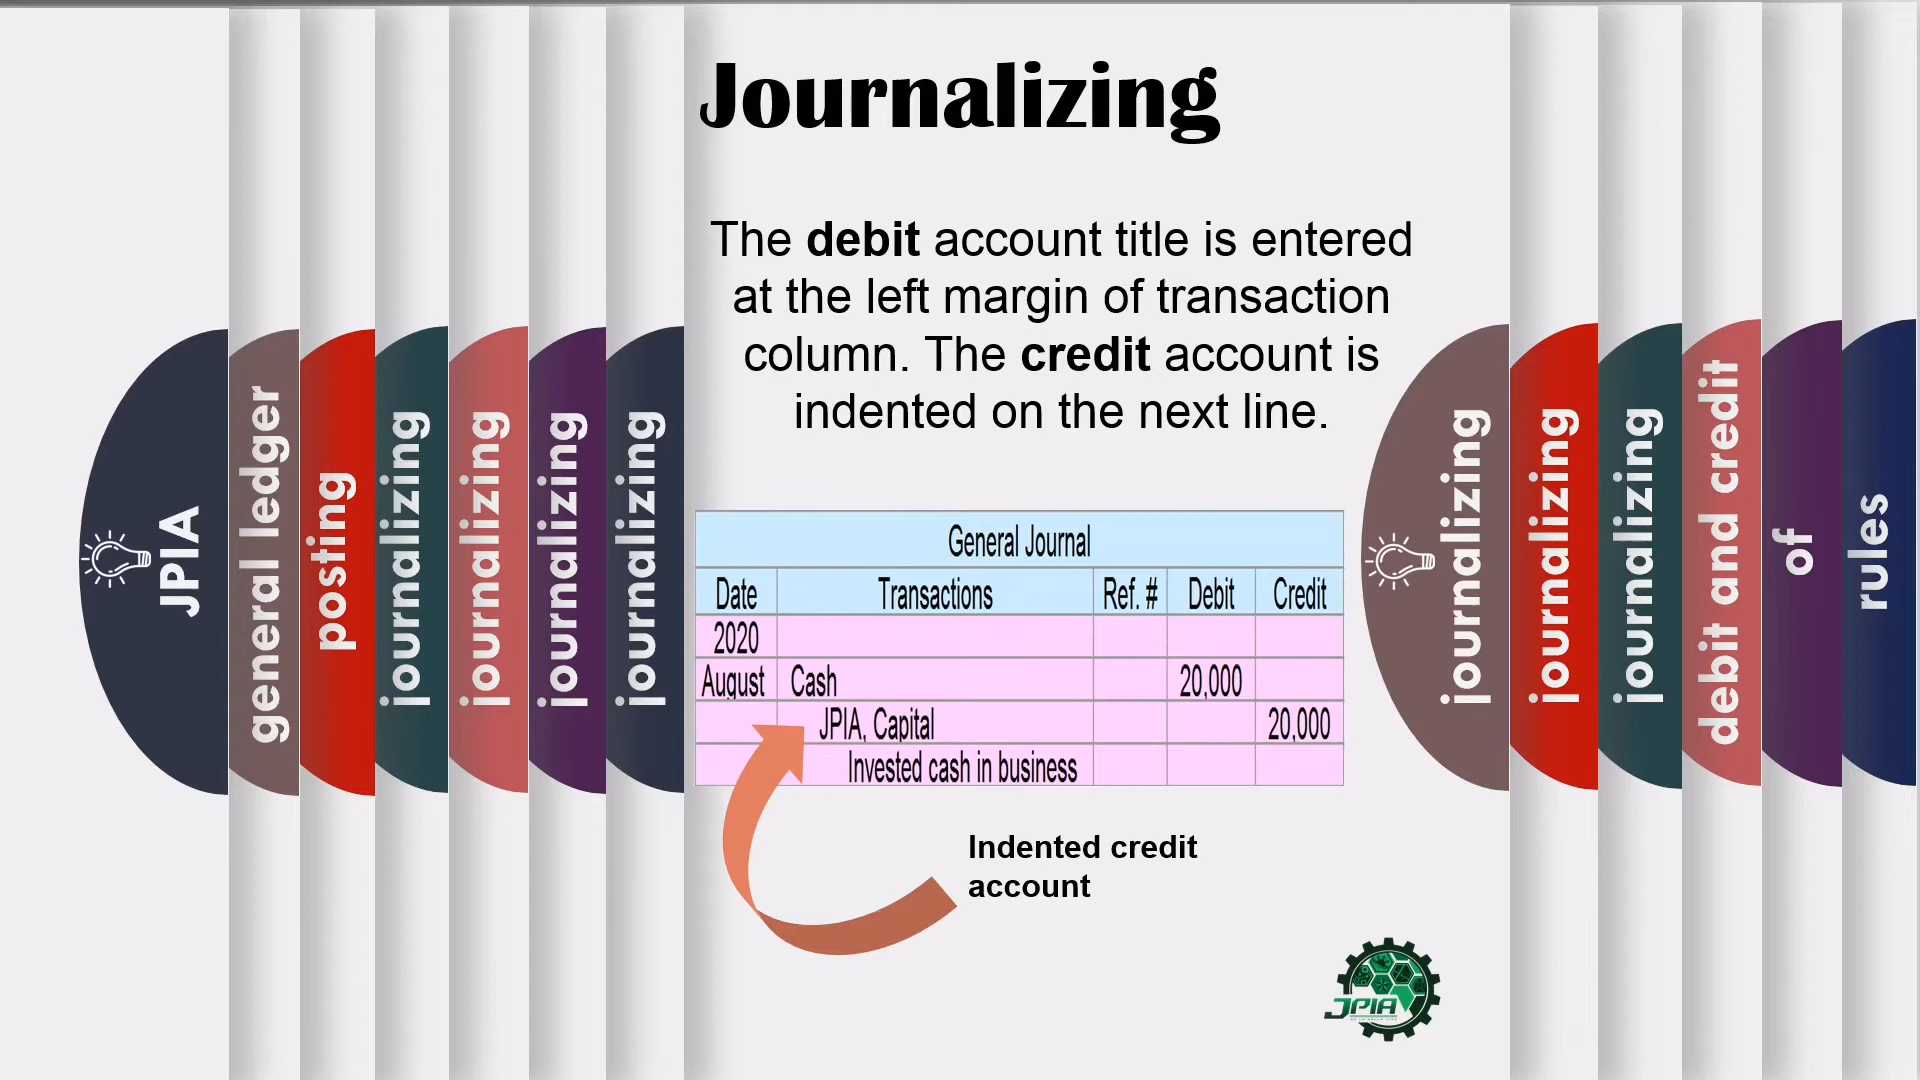 Journalizing
The debit account title is entered
at the left margin of transaction
column. The credit account is
indented on the next line.
General Journal
Date Transactions Ref. # Debit Credit
2020
August Cash 20,000
JPIA, Capital 20,000
Invested cash in business
Indented credit
account
JPIA
general ledger
posting
journalizing
journalizing
journalizing
journalizing
journalizing
journalizing
journalizing
debit and credit
of
rules
JPIA